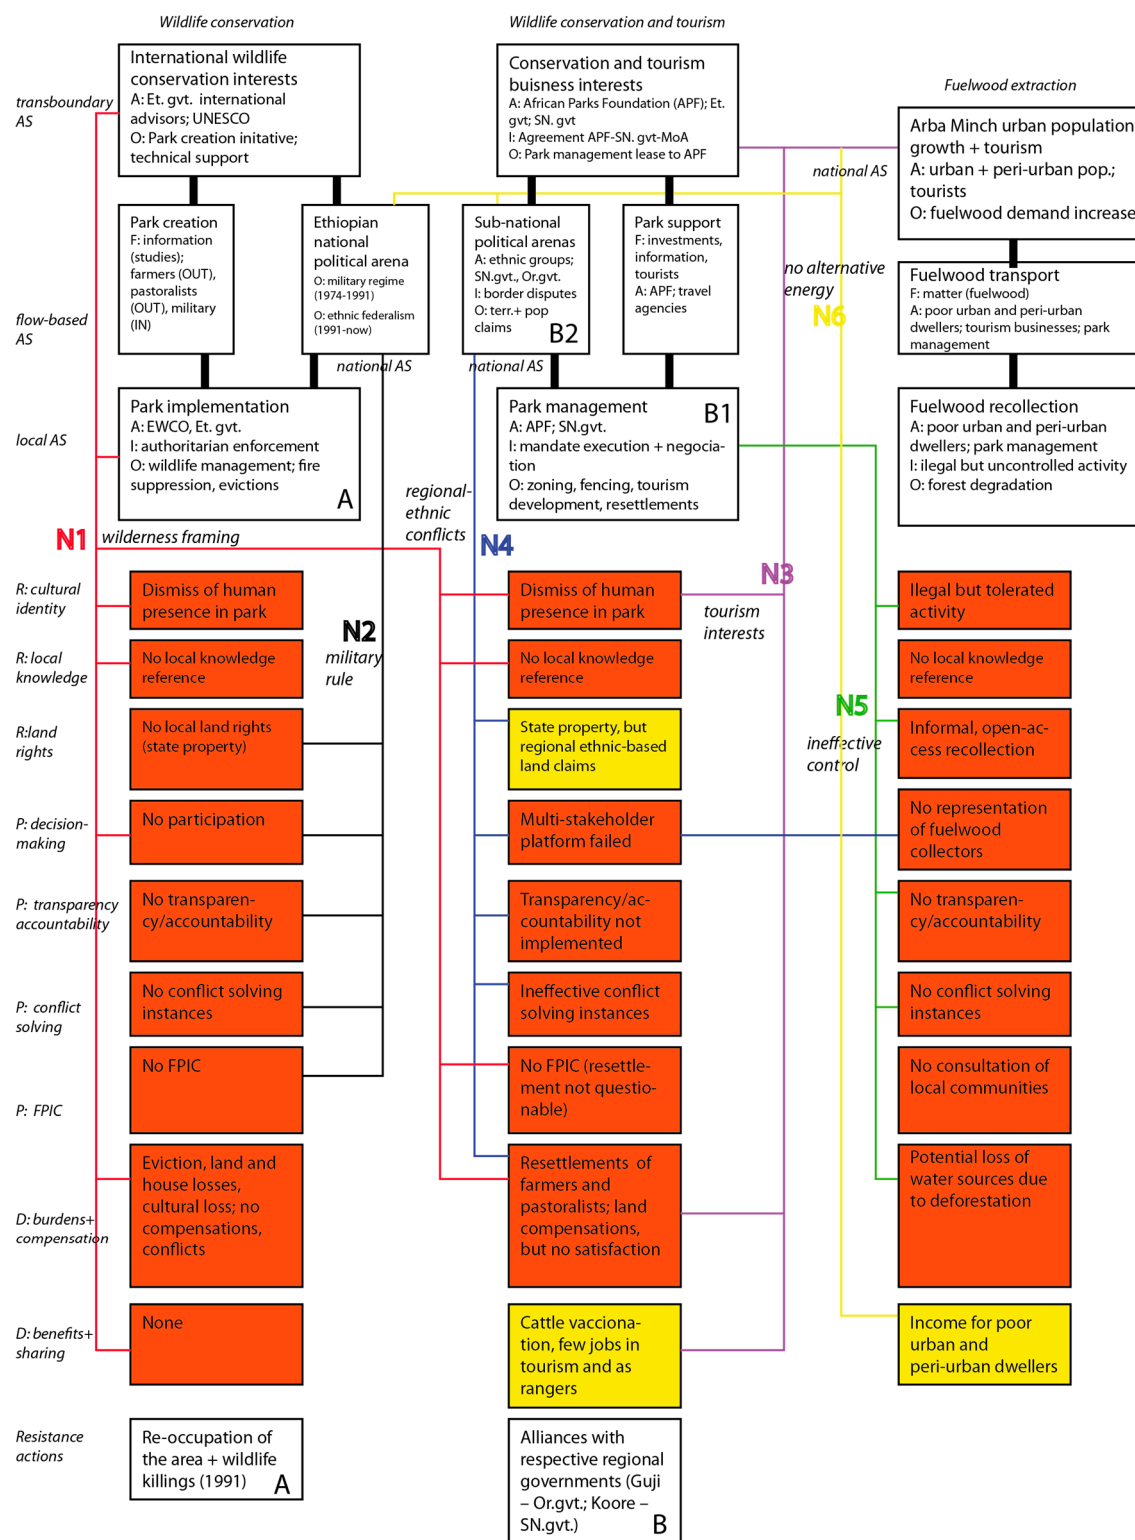 Wildlife conservation
Wildlife conservation and tourism
Fuelwood extraction
transboundary
AS
flow-based
AS
local AS
International wildlife
conservation interests
A: Et. gvt. international
advisors; UNESCO
O: Park creation initative;
technical support
Park creation
F: information
(studies);
farmers (OUT),
pastoralists
(OUT), military
(IN)
Ethiopian
national
political arena
O: military regime
(1974-1991)
O: ethnic federalism
(1991-now)
national AS
Park implementation
A: EWCO, Et. gvt.
I: authoritarian enforcement
O: wildlife management; fire
suppression, evictions
A
Conservation and tourism
buisness interests
A: African Parks Foundation (APF); Et.
gvt; SN. gvt
I: Agreement APF-SN. gvt-MoA
O: Park management lease to APF
Sub-national
political arenas
A: ethnic groups;
SN.gvt., Or.gvt.
I: border disputes
O: terr.+ pop
claims
B2
national AS
Park support
F: investments,
information,
tourists
A: APF; travel
agencies
Park management
A: APF; SN.gvt.
I: mandate execution + negocia-
tion
O: zoning, fencing, tourism
development, resettlements
B1
national AS
Arba Minch urban population
growth + tourism
A: urban + peri-urban pop.;
tourists
O: fuelwood demand increase
Fuelwood transport
F: matter (fuelwood)
A: poor urban and peri-urban
dwellers; tourism businesses; park
management
Fuelwood recollection
A: poor urban and peri-urban
dwellers; park management
I: ilegal but uncontrolled activity
O: forest degradation
no alternative
energy
N6
regional-
ethnic
conflicts
N4
N1
wilderness framing
N2
military
rule
N3
tourism
interests
N5
ineffective
control
R: cultural
identity
Dismiss of human
presence in park
Dismiss of human
presence in park
Ilegal but tolerated
activity
R: local
knowledge
No local knowledge
reference
No local knowledge
reference
No local knowledge
reference
R:land
rights
No local land rights
(state property)
State property, but
regional ethnic-based
land claims
Informal, open-ac-
cess recollection
P: decision-
making
No participation
Multi-stakeholder
platform failed
No representation
of fuelwood
collectors
P: transparency
accountability
No transparen-
cy/accountability
Transparency/ac-
countability not
implemented
No transparen-
cy/accountability
P: conflict
solving
No conflict solving
instances
Ineffective conflict
solving instances
No conflict solving
instances
P: FPIC
No FPIC
No FPIC (resettle-
ment not questio-
nable)
No consultation of
local communities
D: burdens+
compensation
Eviction, land and
house losses,
cultural loss; no
compensations,
conflicts
Resettlements of
farmers and
pastoralists; land
compensations,
but no satisfaction
Potential loss of
water sources due
to deforestation
D: benefits+
sharing
None
Cattle vacciona-
tion, few jobs in
tourism and as
rangers
Income for poor
urban and
peri-urban dwellers
Resistance
actions
Re-occupation of
the area + wildlife
killings (1991)
A
Alliances with
respective regional
governments (Guji
– Or.gvt.; Koore –
SN.gvt.)
B